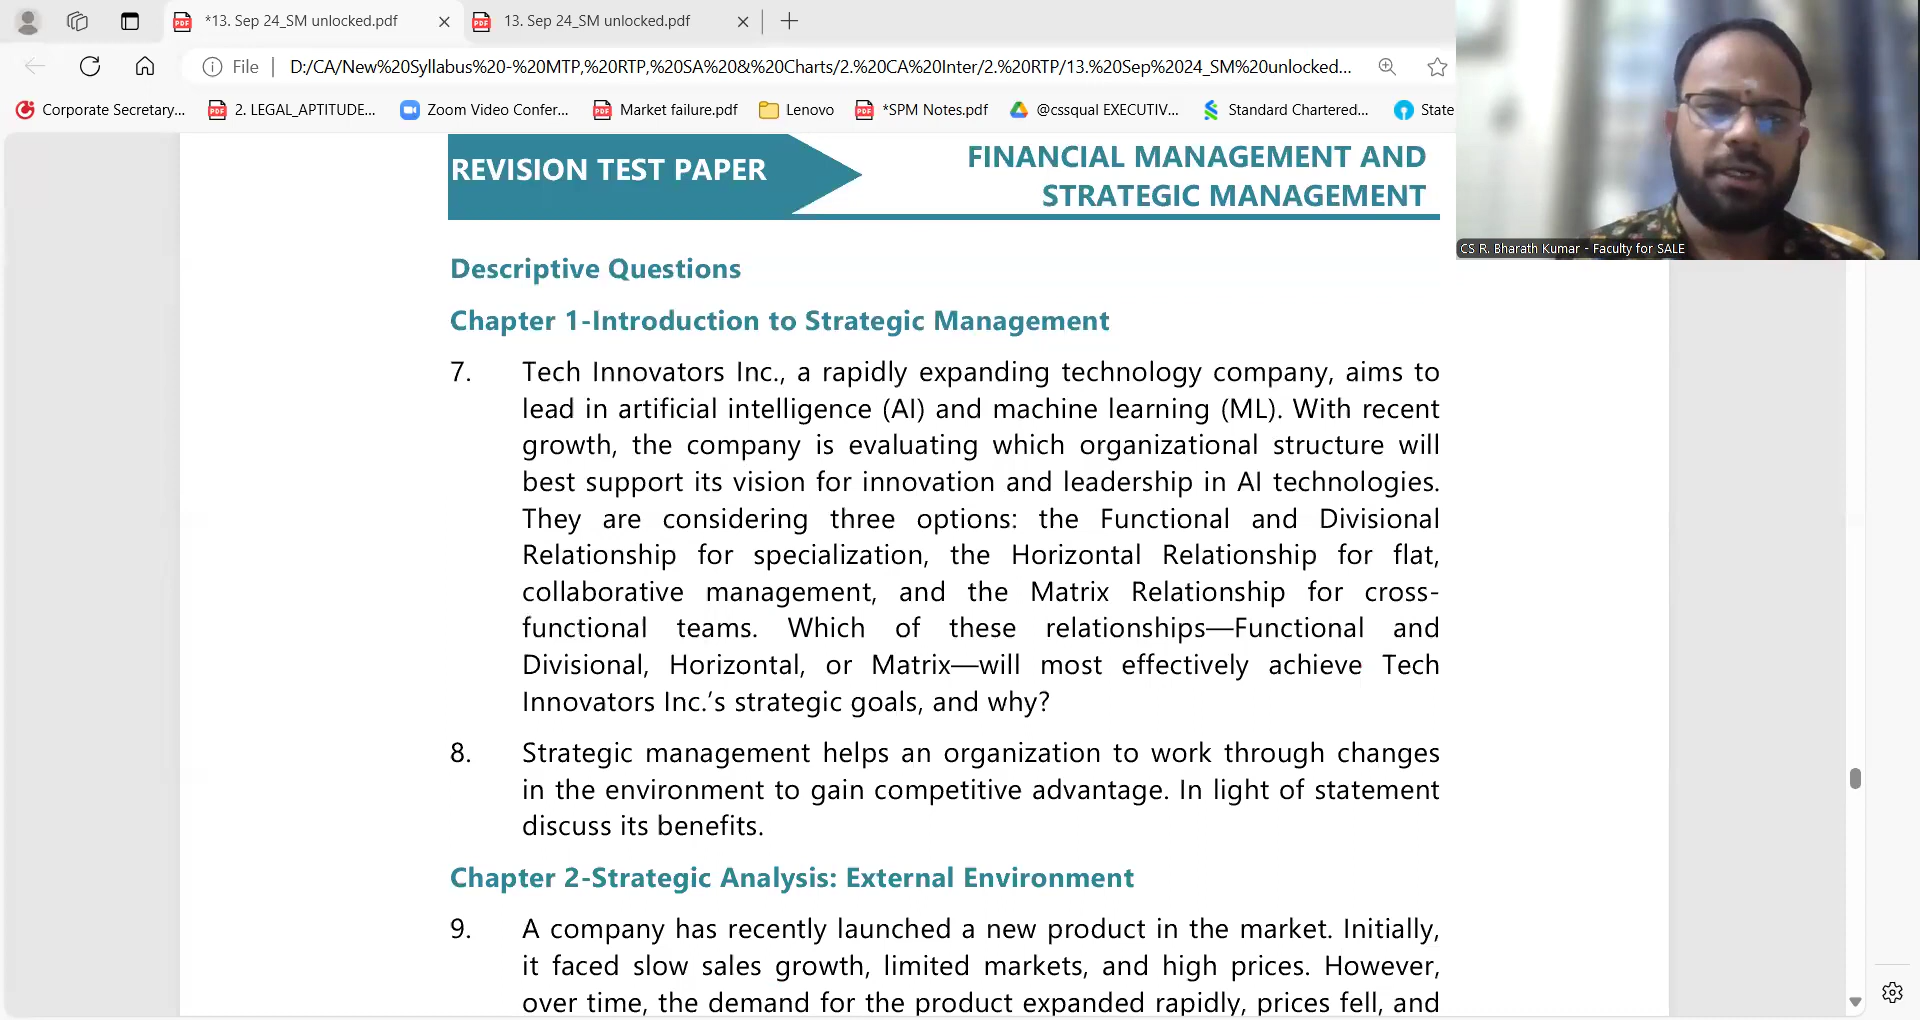 *13. Sep 24_SM unlocked.pdf
13. Sep 24_SM unlocked.pdf
File
D:/CA/New%20Syllabus%20-%20MTP,%20RTP,%20SA%20&%20Charts/2.%20CA%20Inter/2.%20RTP/13.%20Sep%2024_SM%20unlocked...
Corporate Secretary...
2. LEGAL_APTITUDE...
Zoom Video Confer...
Market failure.pdf
Lenovo
*SPM Notes.pdf
@cssqual EXECUTIV...
Standard Chartered...
State
CS R. Bharath Kumar - Faculty for SALE
REVISION TEST PAPER
FINANCIAL MANAGEMENT AND
STRATEGIC MANAGEMENT
Descriptive Questions
Chapter 1-Introduction to Strategic Management
7. Tech Innovators Inc., a rapidly expanding technology company, aims to
lead in artificial intelligence (AI) and machine learning (ML). With recent
growth, the company is evaluating which organizational structure will
best support its vision for innovation and leadership in AI technologies.
They are considering three options: the Functional and Divisional
Relationship for specialization, the Horizontal Relationship for flat,
collaborative management, and the Matrix Relationship for cross-
functional teams. Which of these relationships—Functional and
Divisional, Horizontal, or Matrix—will most effectively achieve Tech
Innovators Inc.'s strategic goals, and why?
8. Strategic management helps an organization to work through changes
in the environment to gain competitive advantage. In light of statement
discuss its benefits.
Chapter 2-Strategic Analysis: External Environment
9. A company has recently launched a new product in the market. Initially,
it faced slow sales growth, limited markets, and high prices. However,
over time, the demand for the product expanded rapidly, prices fell, and